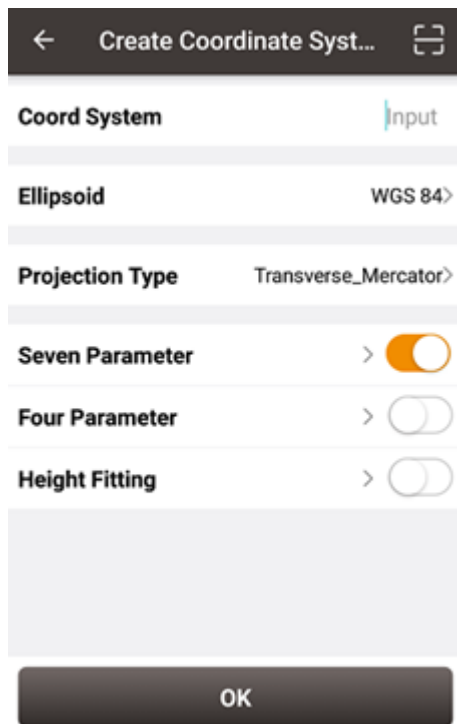 Create Coordinate Syst...
Coord System Input
Ellipsoid WGS 84
Projection Type Transverse_Mercator
Seven Parameter
Four Parameter
Height Fitting
OK